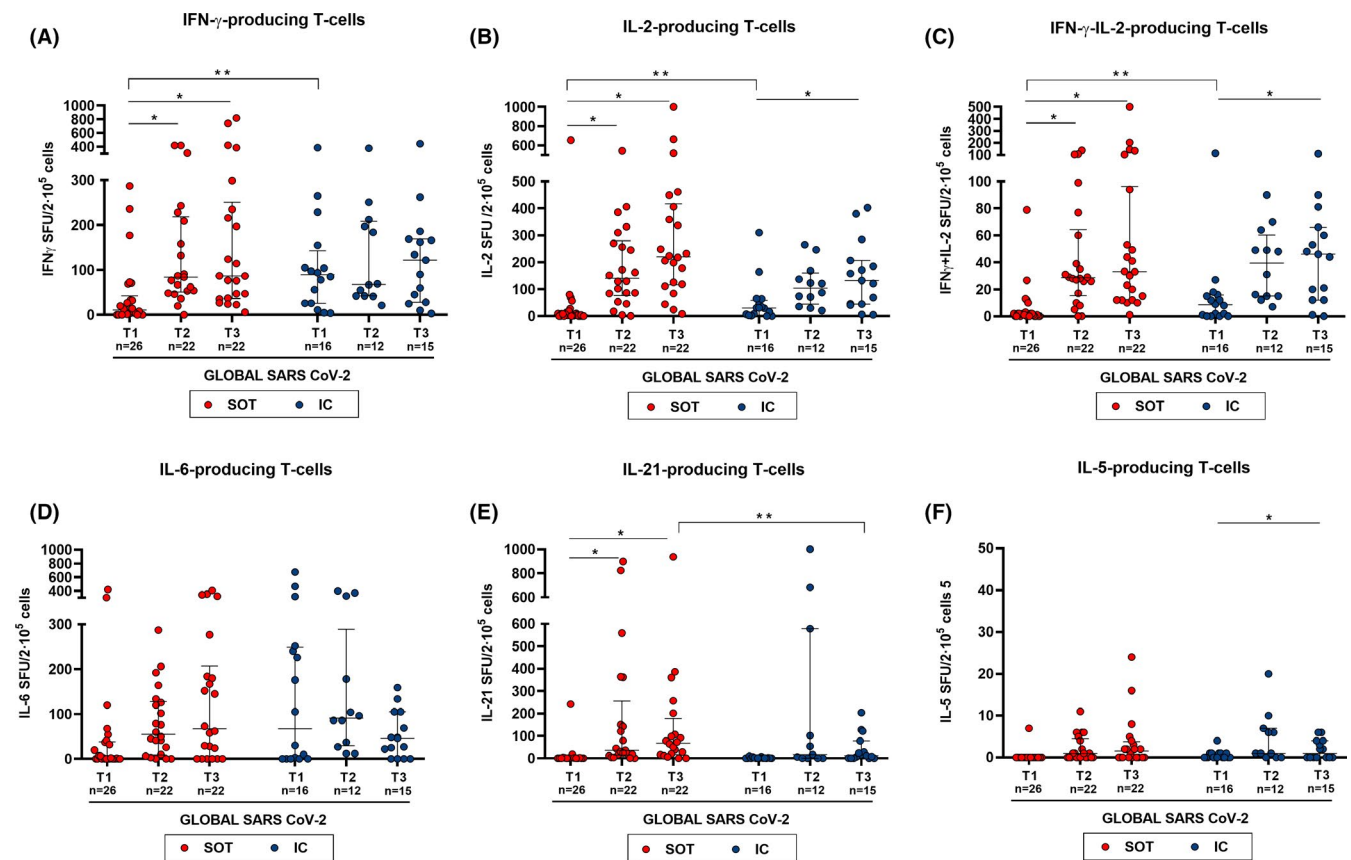 (A)
IFN-γ-producing T-cells
**
*
*
IFNγ SFU/2·10⁵ cells
1000
800
600
400
300
200
100
0
T1 T2 T3 T1 T2 T3
n=26 n=22 n=22 n=16 n=12 n=15
GLOBAL SARS CoV-2
SOT IC
(B)
IL-2-producing T-cells
**
* *
*
IL-2 SFU /2·10⁵ cells
1000
800
600
500
400
300
200
100
0
T1 T2 T3 T1 T2 T3
n=26 n=22 n=22 n=16 n=12 n=15
GLOBAL SARS CoV-2
SOT IC
(C)
IFN-γ-IL-2-producing T-cells
**
* *
*
IFNγ+IL-2 SFU/2·10⁵ cells
500
400
300
200
100
100
80
60
40
20
0
T1 T2 T3 T1 T2 T3
n=26 n=22 n=22 n=16 n=12 n=15
GLOBAL SARS CoV-2
SOT IC
(D)
IL-6-producing T-cells
IL-6 SFU/2·10⁵ cells
1000
800
600
400
300
200
100
0
T1 T2 T3 T1 T2 T3
n=26 n=22 n=22 n=16 n=12 n=15
GLOBAL SARS CoV-2
SOT IC
(E)
IL-21-producing T-cells
* **
*
IL-21 SFU/2·10⁵ cells
1000
800
600
600
500
400
300
200
100
0
T1 T2 T3 T1 T2 T3
n=26 n=22 n=22 n=16 n=12 n=15
GLOBAL SARS CoV-2
SOT IC
(F)
IL-5-producing T-cells
*
IL-5 SFU/2·10⁵ cells 5
50
40
30
20
10
0
T1 T2 T3 T1 T2 T3
n=26 n=22 n=22 n=16 n=12 n=15
GLOBAL SARS CoV-2
SOT IC